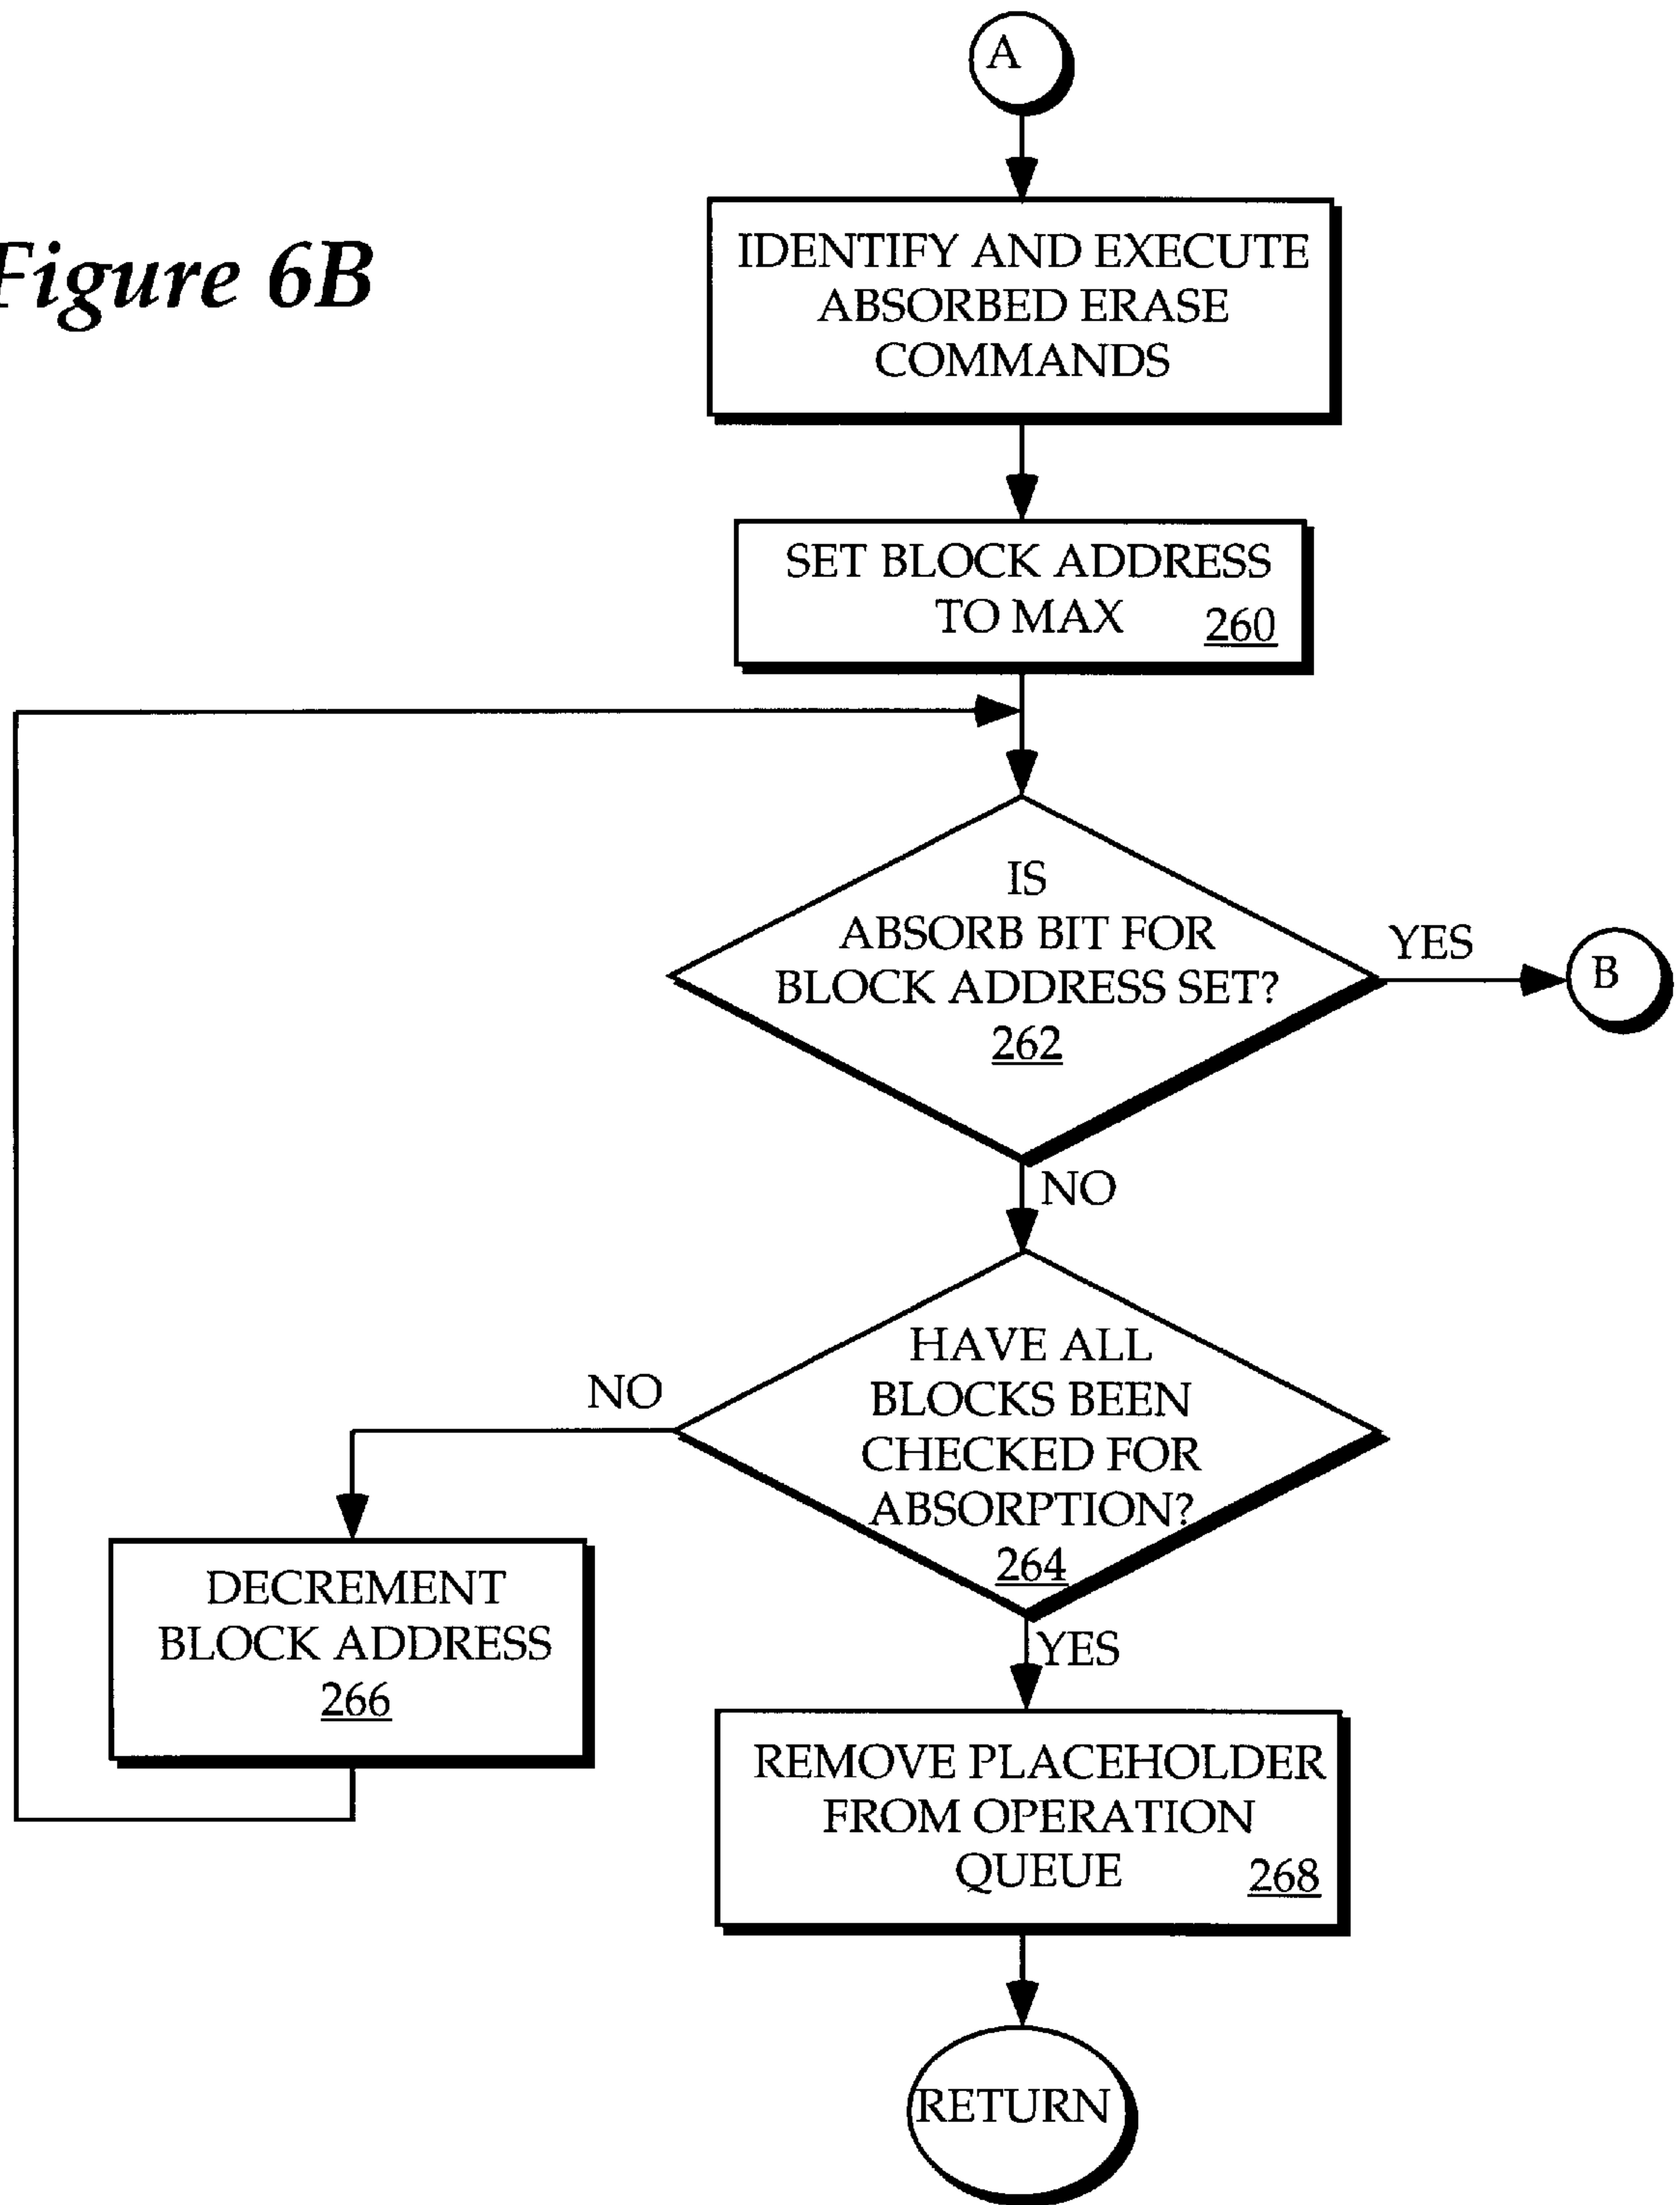 A
Figure 6B
IDENTIFY AND EXECUTE
ABSORBED ERASE
COMMANDS
SET BLOCK ADDRESS
TO MAX 260
IS
ABSORB BIT FOR
BLOCK ADDRESS SET?
262
YES
B
NO
HAVE ALL
BLOCKS BEEN
CHECKED FOR
ABSORPTION?
264
NO
DECREMENT
BLOCK ADDRESS
266
YES
REMOVE PLACEHOLDER
FROM OPERATION
QUEUE 268
RETURN